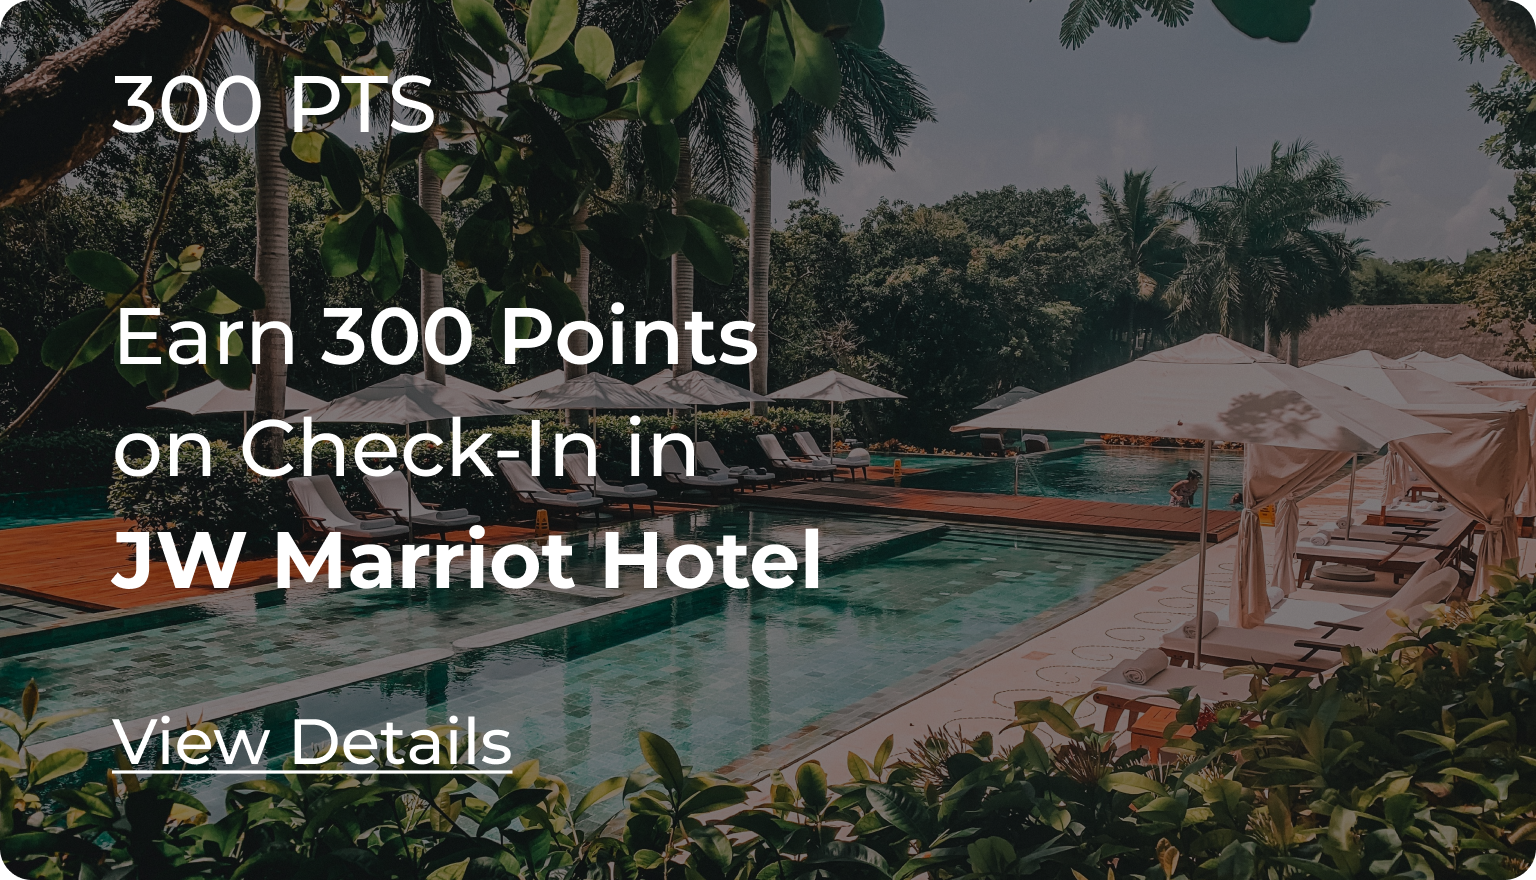 300 PTS
Earn 300 Points
on Check-In in
JW Marriot Hotel
View Details